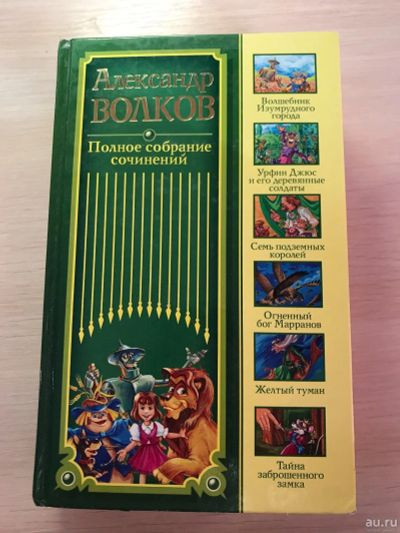 Александр
ВОЛКОВ
Полное собрание
сочинений
Волшебник
Изумрудного
города
Урфин Джюс
и его деревянные
солдаты
Семь подземных
королей
Огненный
бог Марранов
Желтый туман
Тайна
заброшенного
замка
au.ru